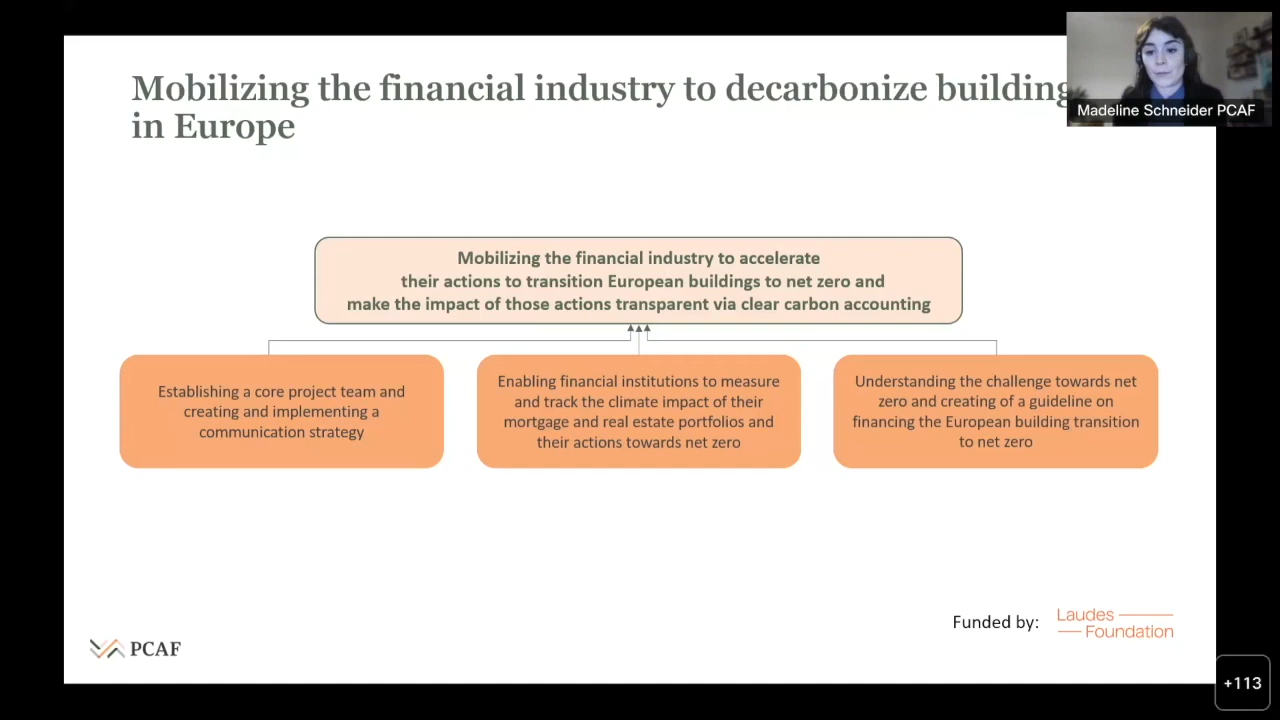 Mobilizing the financial industry to decarbonize building
in Europe
Madeline Schneider PCAF
Mobilizing the financial industry to accelerate
their actions to transition European buildings to net zero and
make the impact of those actions transparent via clear carbon accounting
Establishing a core project team and
creating and implementing a
communication strategy
Enabling financial institutions to measure
and track the climate impact of their
mortgage and real estate portfolios and
their actions towards net zero
Understanding the challenge towards net
zero and creating of a guideline on
financing the European building transition
to net zero
Funded by:
Laudes
Foundation
PCAF
+113